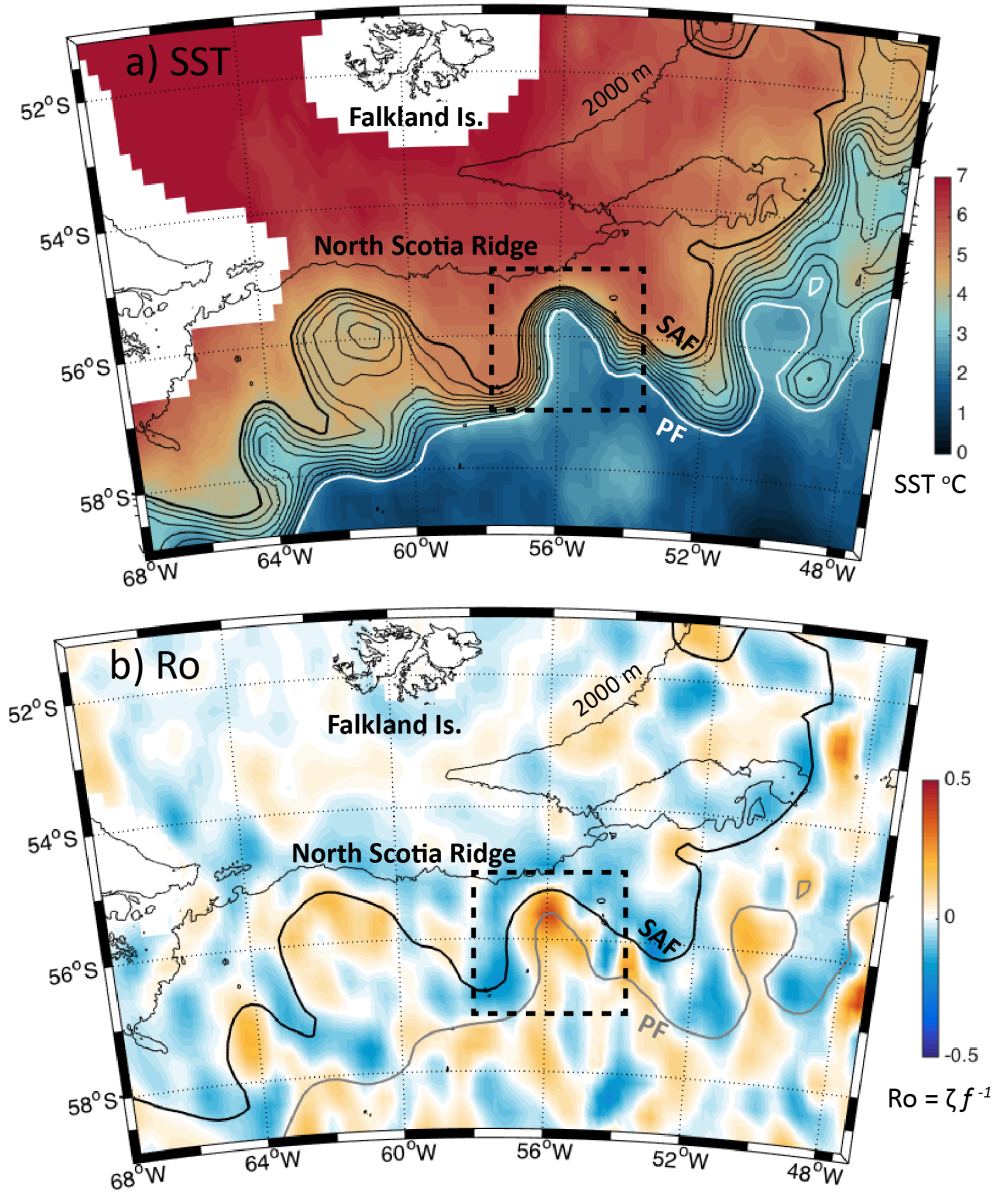 a) SST
2000 m
Falkland Is.
52°S
54°S
North Scotia Ridge
SAF
56°S
PF
58°S
68°W
64°W
60°W
56°W
52°W
48°W
7
6
5
4
3
2
1
0
SST °C
b) Ro
2000 m
Falkland Is.
52°S
54°S
North Scotia Ridge
SAF
56°S
PF
58°S
68°W
64°W
60°W
56°W
52°W
48°W
0.5
0
-0.5
Ro = ζƒ⁻¹